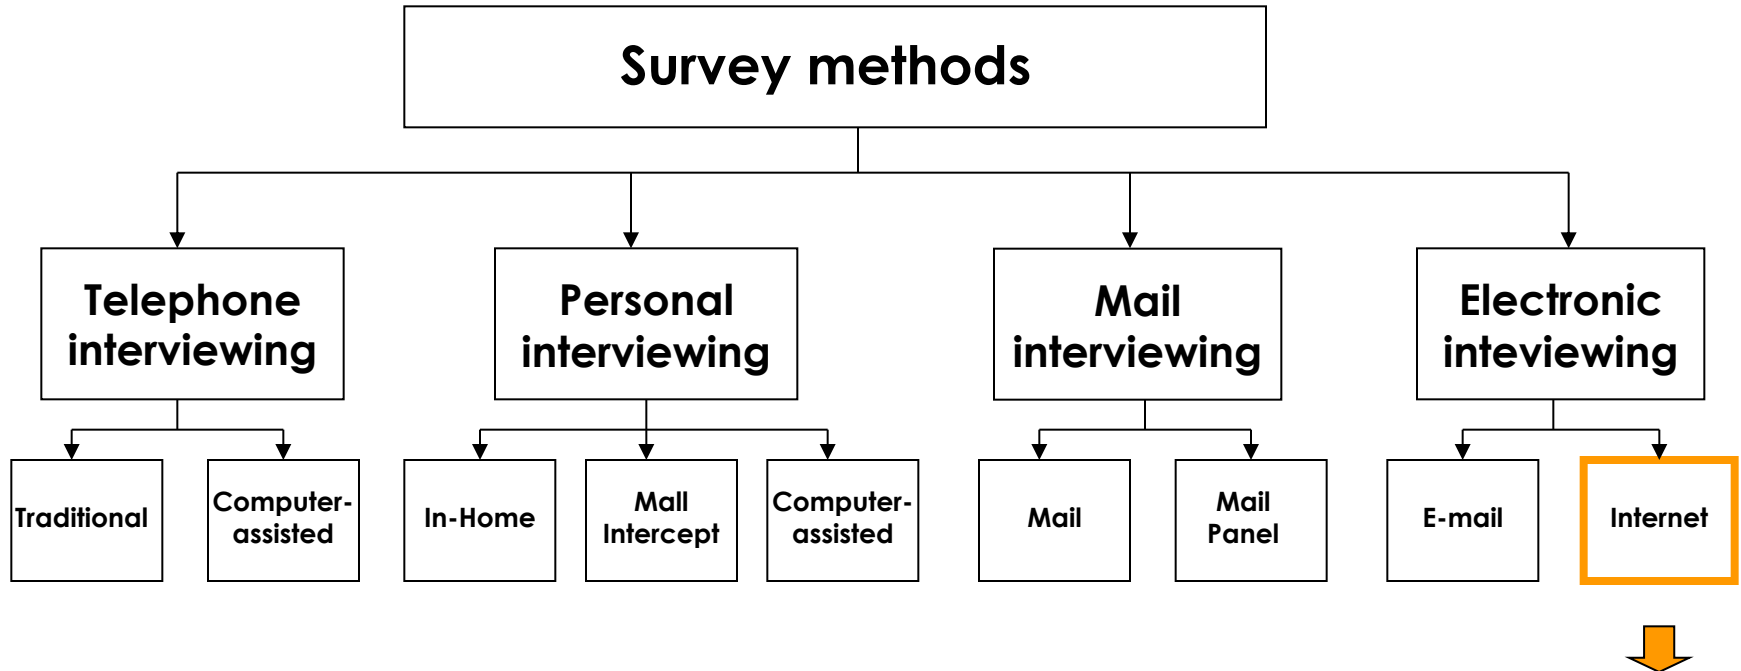 Survey methods
Telephone
interviewing
Personal
interviewing
Mail
interviewing
Electronic
inteviewing
Traditional
Computer-
assisted
In-Home
Mall
Intercept
Computer-
assisted
Mail
Mail
Panel
E-mail
Internet